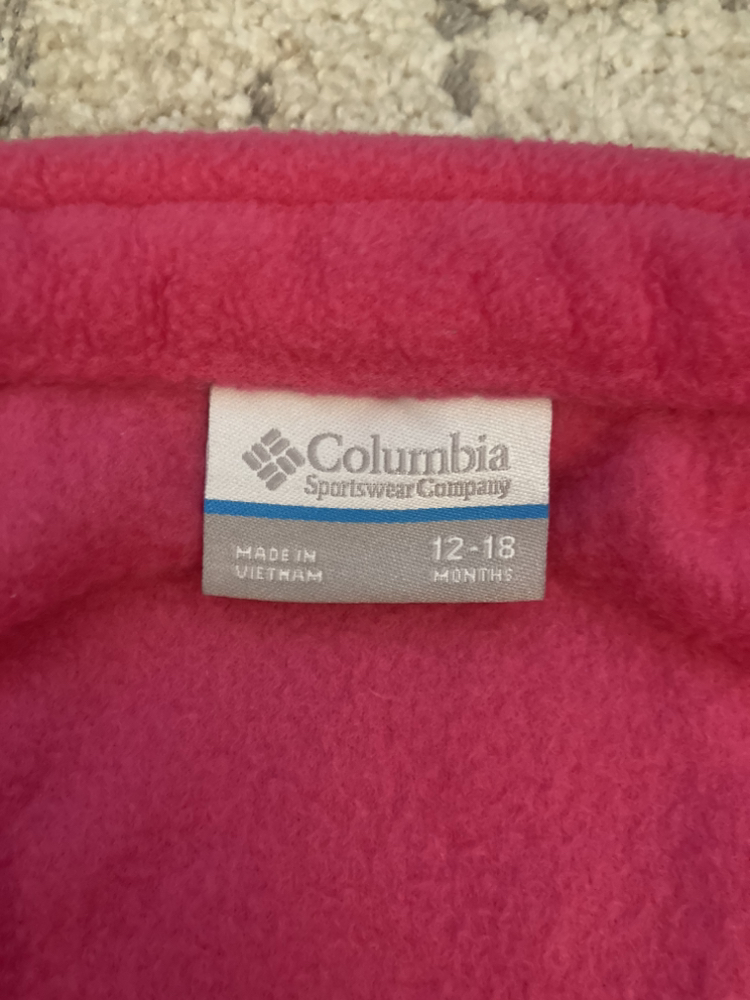 Columbia
Sportswear Company
MADE IN
VIETNAM
12-18
MONTHS